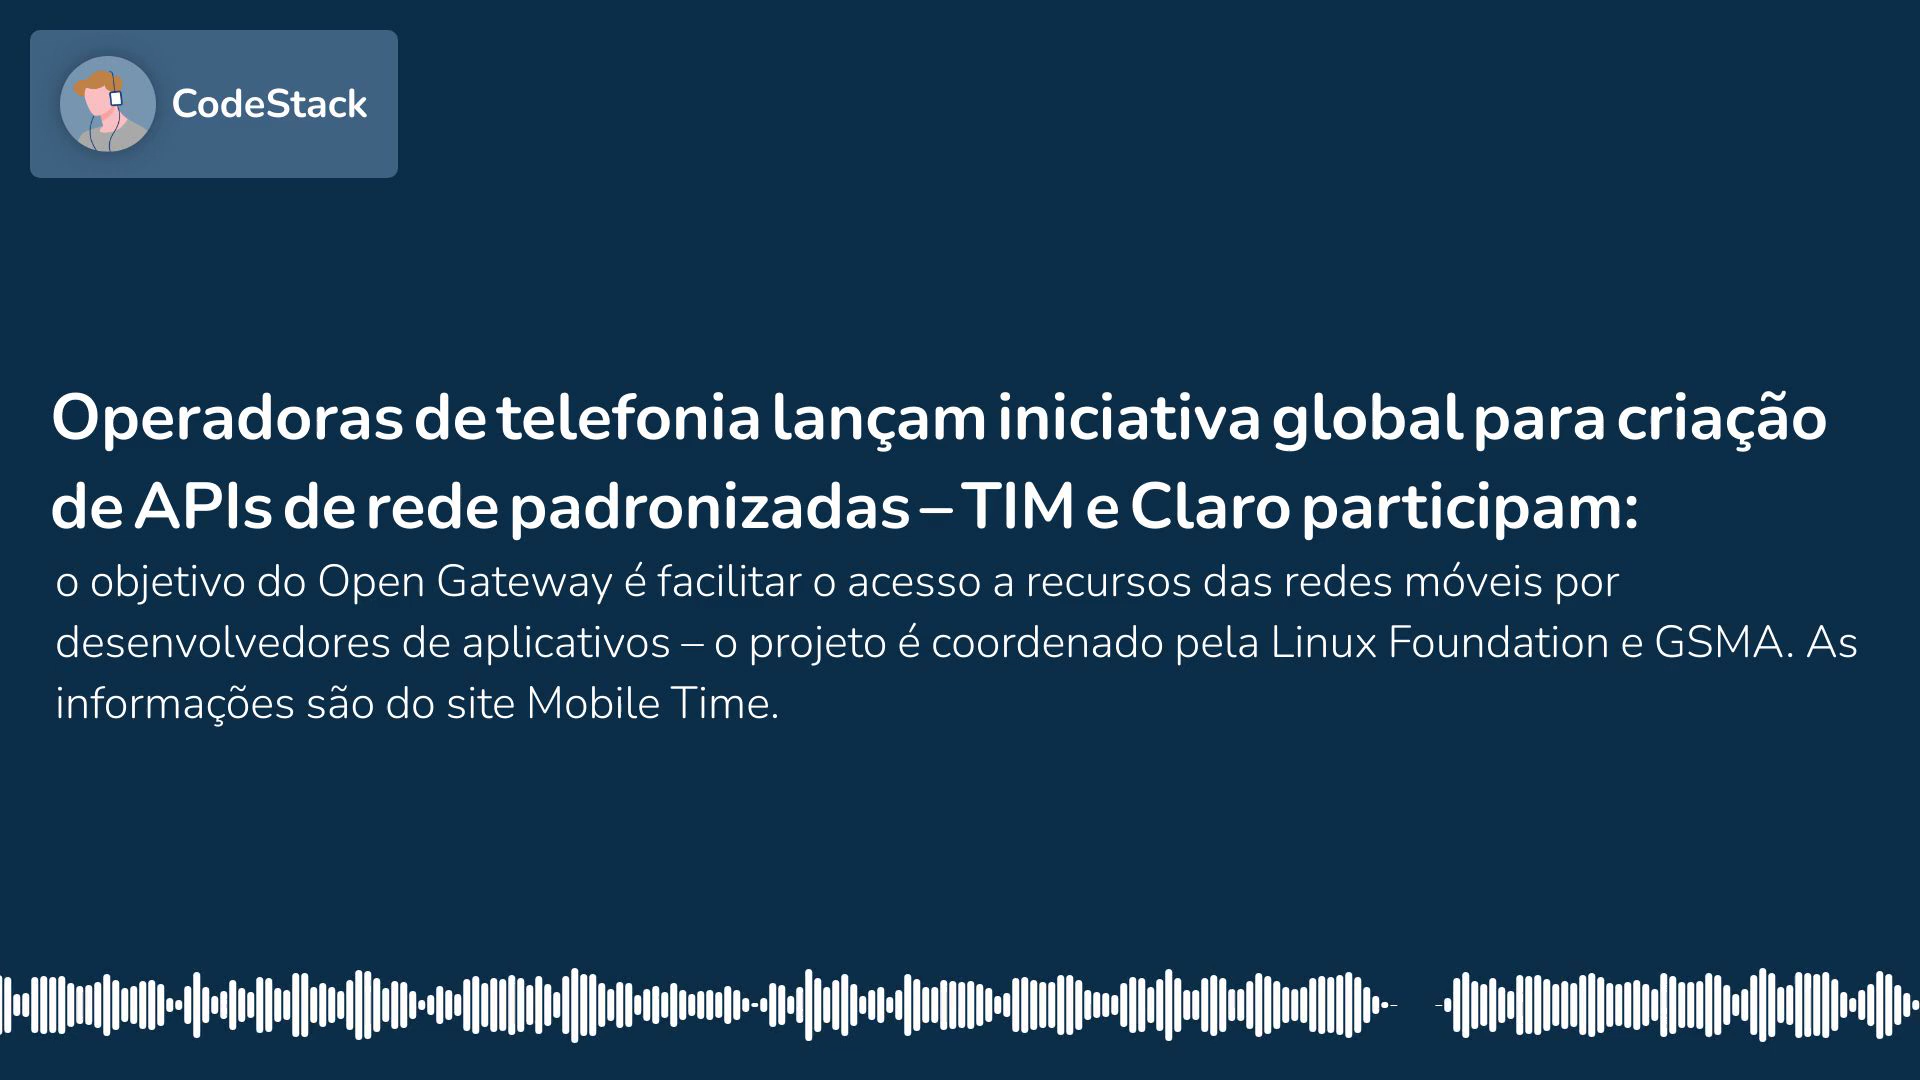 CodeStack
Operadoras de telefonia lançam iniciativa global para criação
de APIs de rede padronizadas – TIM e Claro participam:
o objetivo do Open Gateway é facilitar o acesso a recursos das redes móveis por
desenvolvedores de aplicativos – o projeto é coordenado pela Linux Foundation e GSMA. As
informações são do site Mobile Time.